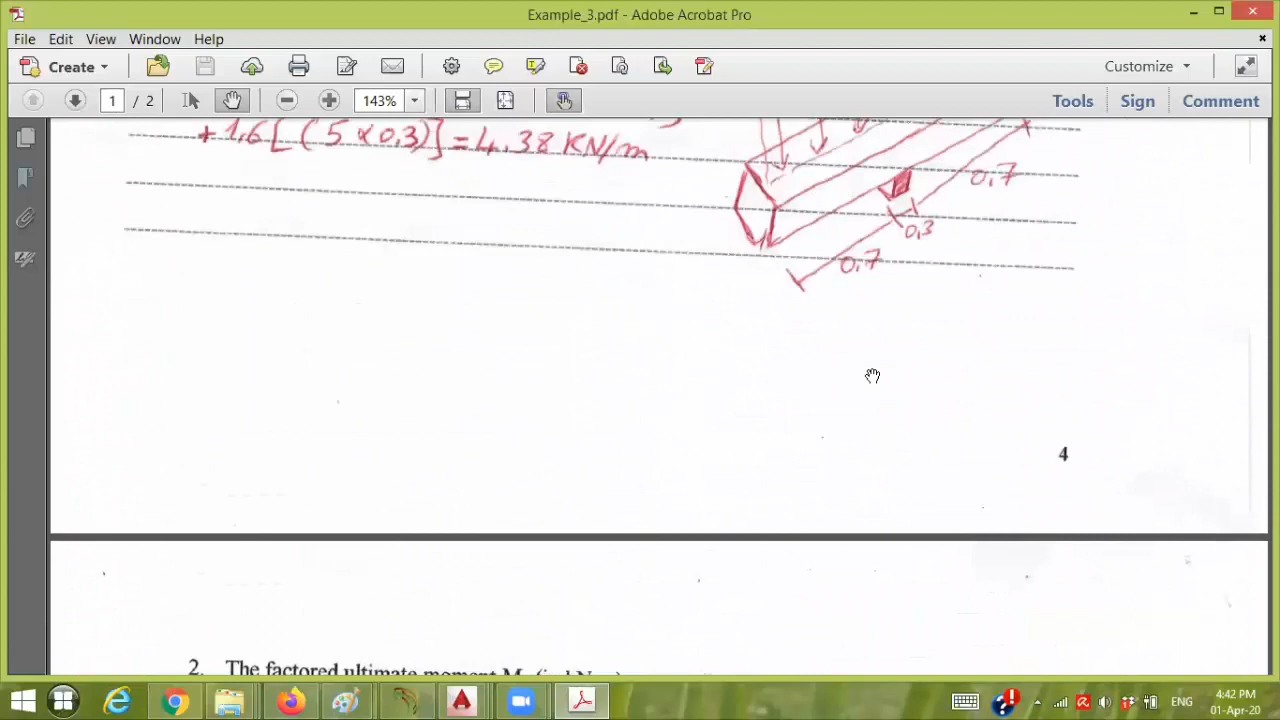 Example_3.pdf - Adobe Acrobat Pro
File Edit View Window Help
Create
Customize
1 / 2
143%
Tools Sign Comment
+ 1.6[(5x0.3)] = 4.38 KN/m
0.7
0.3
0.7
4
2. The factored ultimate moment
ENG
4:42 PM
01-Apr-20